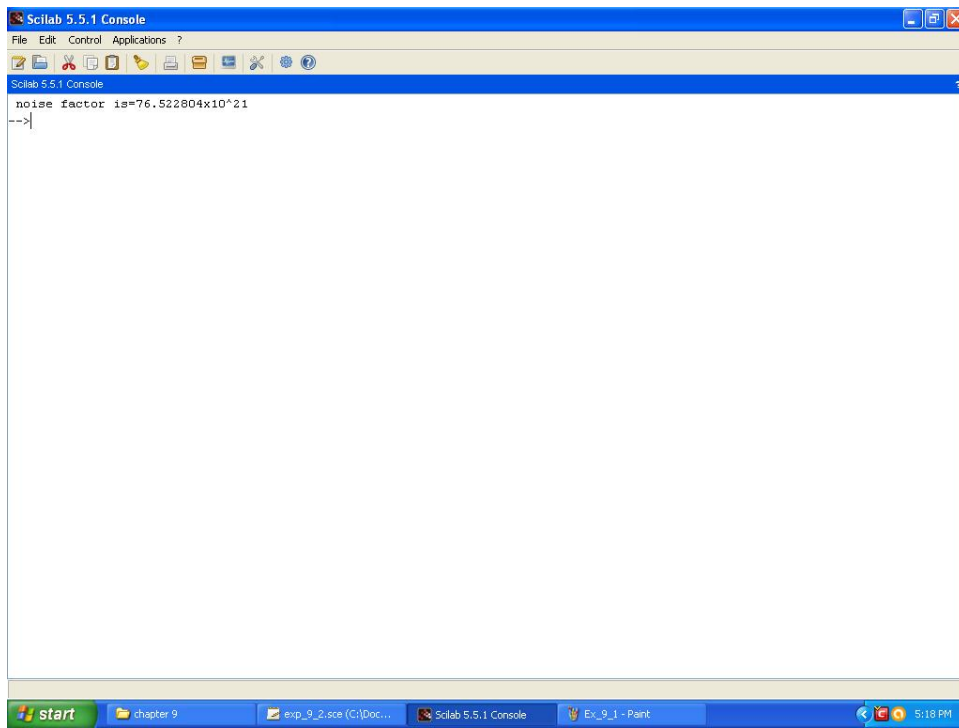 Scilab 5.5.1 Console
File Edit Control Applications ?
Scilab 5.5.1 Console ?
noise factor is=76.522804x10^21
-->
start chapter 9 exp_9_2.sce (C:\Doc... Scilab 5.5.1 Console Ex_9_1 - Paint 5:18 PM